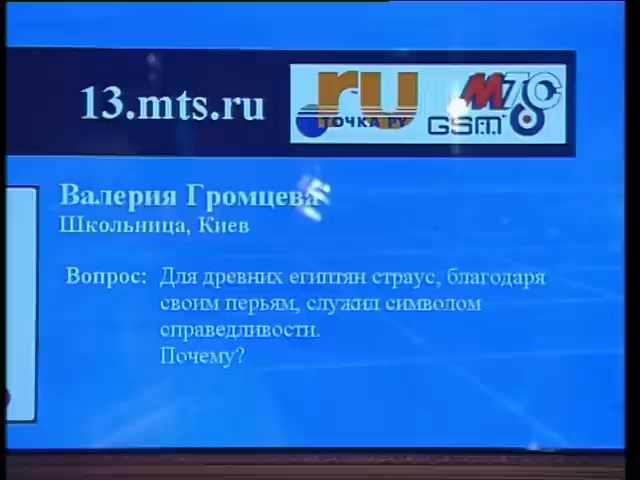 13.mts.ru
ru
ТОЧКА РУ
МТС
GSM
Валерия Громцева
Школьница, Киев
Вопрос: Для древних египтян страус, благодаря
своим перьям, служил символом
справедливости.
Почему?